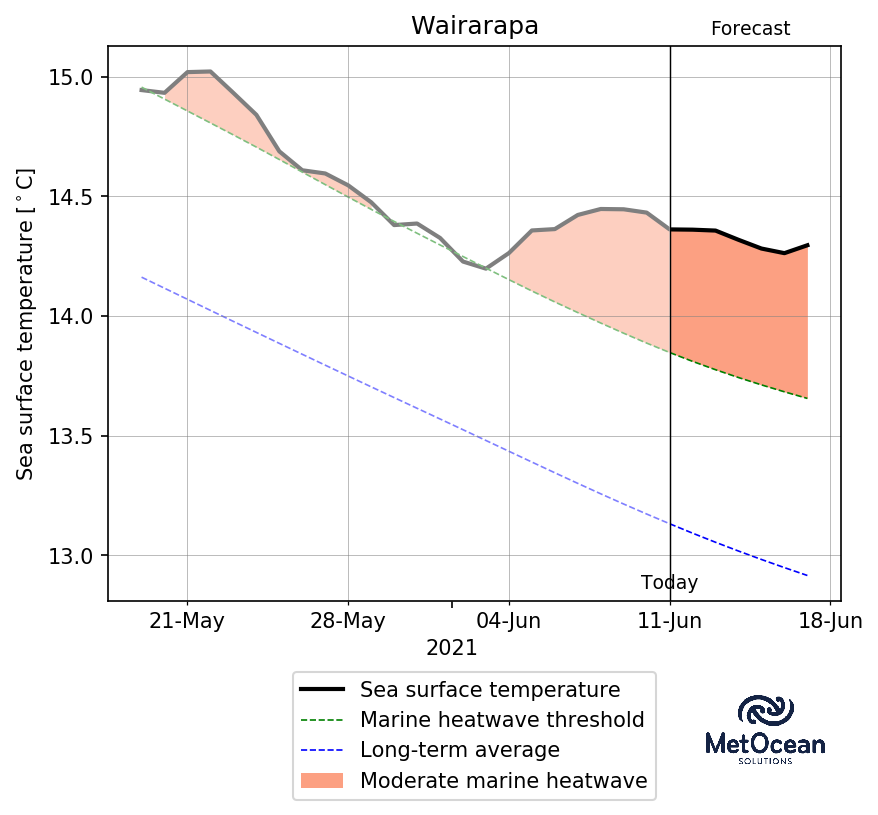 Wairarapa
Forecast
Sea surface temperature [°C]
15.0
14.5
14.0
13.5
13.0
Today
21-May
28-May
04-Jun
11-Jun
18-Jun
2021
Sea surface temperature
Marine heatwave threshold
Long-term average
Moderate marine heatwave
MetOcean
SOLUTIONS